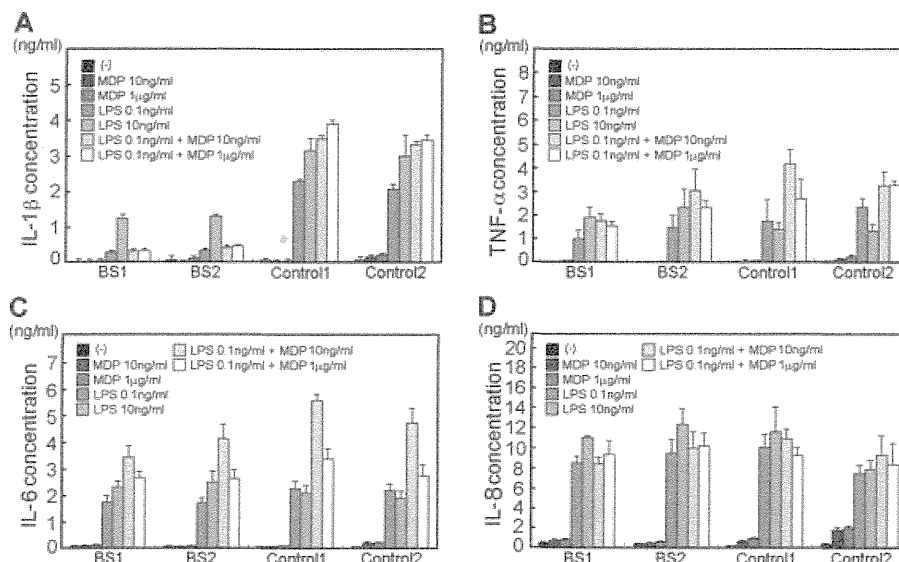 A
(ng/ml)
IL-1β concentration
5
4
3
2
1
0
(-)
MDP 10ng/ml
MDP 1μg/ml
LPS 0.1ng/ml
LPS 10ng/ml
LPS 0.1ng/ml + MDP 10ng/ml
LPS 0.1ng/ml + MDP 1μg/ml
BS1 BS2 Control1 Control2
B
(ng/ml)
TNF-α concentration
8
7
6
5
4
3
2
1
0
(-)
MDP 10ng/ml
MDP 1μg/ml
LPS 0.1ng/ml
LPS 10ng/ml
LPS 0.1ng/ml + MDP 10ng/ml
LPS 0.1ng/ml + MDP 1μg/ml
BS1 BS2 Control1 Control2
C
(ng/ml)
IL-6 concentration
7
6
5
4
3
2
1
0
(-)
MDP 10ng/ml
MDP 1μg/ml
LPS 0.1ng/ml
LPS 10ng/ml
LPS 0.1ng/ml + MDP 10ng/ml
LPS 0.1ng/ml + MDP 1μg/ml
BS1 BS2 Control1 Control2
D
(ng/ml)
IL-8 concentration
20
18
16
14
12
10
8
6
4
2
0
(-)
MDP 10ng/ml
MDP 1μg/ml
LPS 0.1ng/ml
LPS 10ng/ml
LPS 0.1ng/ml + MDP 10ng/ml
LPS 0.1ng/ml + MDP 1μg/ml
BS1 BS2 Control1 Control2